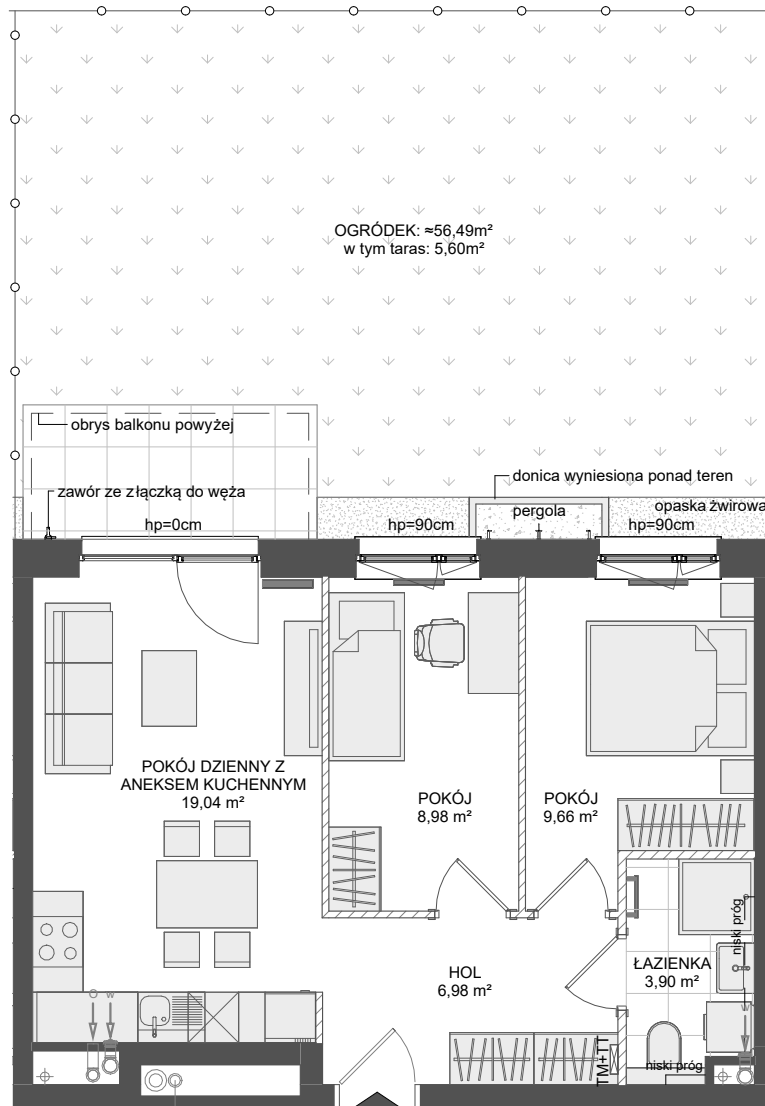 OGRÓDEK: ≈56,49m²
w tym taras: 5,60m²
obrys balkonu powyżej
zawór ze złączką do węża
donica wyniesiona ponad teren
pergola
opaska żwirowa
hp=0cm
hp=90cm
hp=90cm
POKÓJ DZIENNY Z
ANEKSEM KUCHENNYM
19,04 m²
POKÓJ
8,98 m²
POKÓJ
9,66 m²
HOL
6,98 m²
ŁAZIENKA
3,90 m²
niski próg
niski próg
TM+TT
w
w